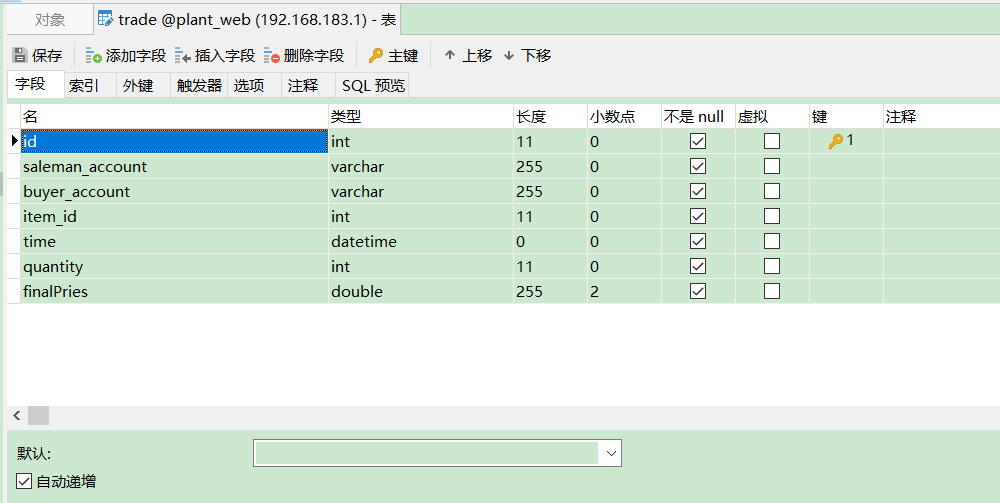 对象 trade @plant_web (192.168.183.1) - 表
保存 添加字段 插入字段 删除字段 主键 上移 下移
字段 索引 外键 触发器 选项 注释 SQL 预览
名 类型 长度 小数点 不是 null 虚拟 键 注释
id int 11 0 1
saleman_account varchar 255 0
buyer_account varchar 255 0
item_id int 11 0
time datetime 0 0
quantity int 11 0
finalPries double 255 2
默认:
自动递增